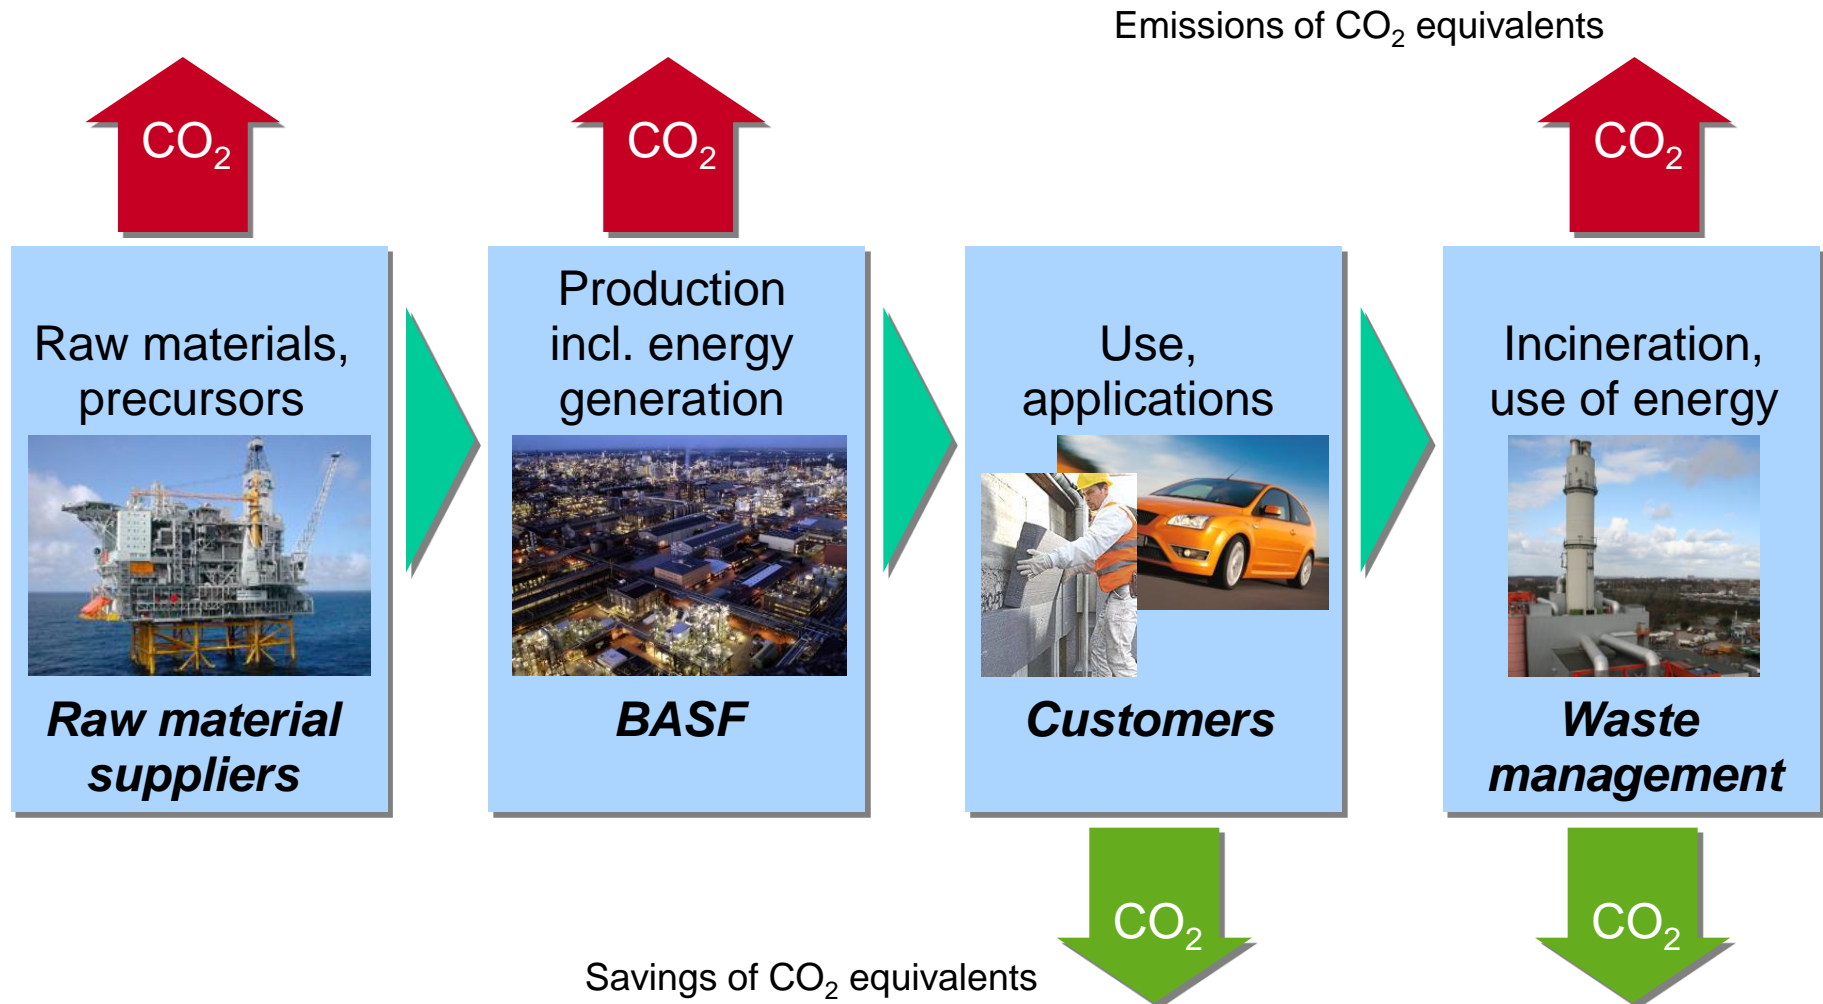 Emissions of CO₂ equivalents
CO₂
CO₂
CO₂
Raw materials,
precursors
Raw material
suppliers
Production
incl. energy
generation
BASF
Use,
applications
Customers
Incineration,
use of energy
Waste
management
CO₂
CO₂
Savings of CO₂ equivalents